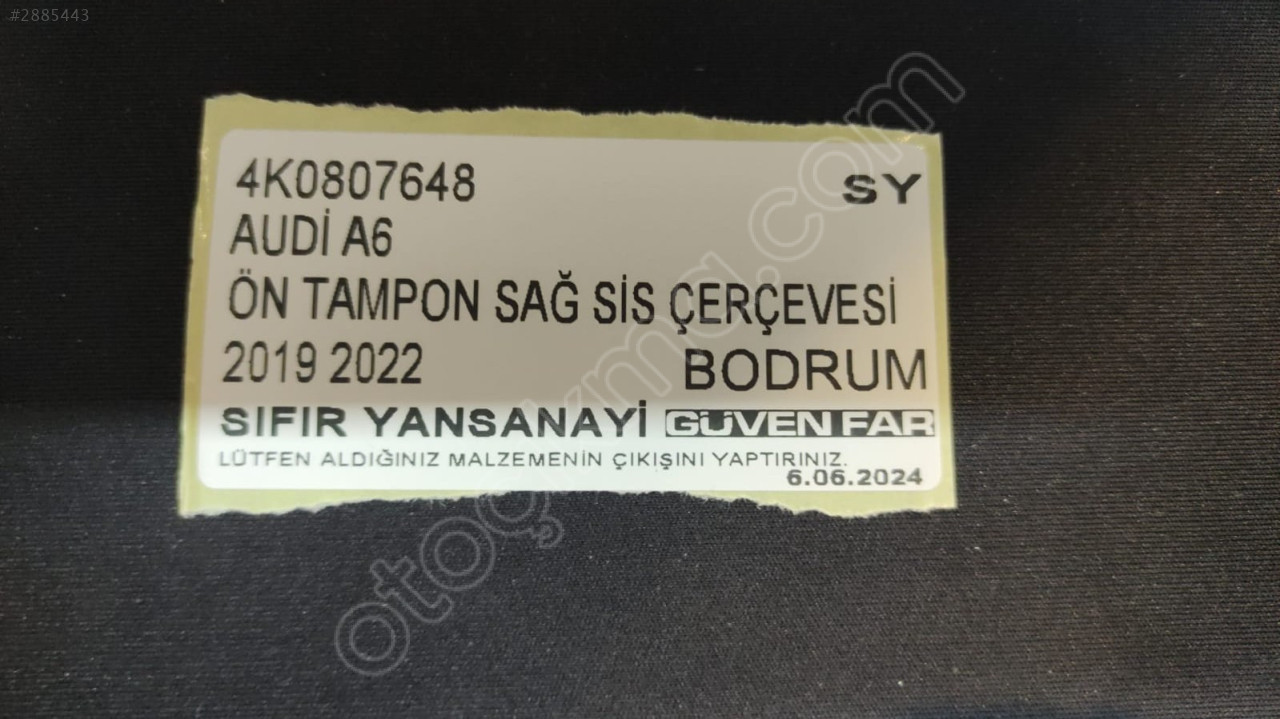 #2885443
4K0807648 SY
AUDİ A6
ÖN TAMPON SAĞ SİS ÇERÇEVESİ
2019 2022 BODRUM
SIFIR YANSANAYİ GÜVEN FAR
LÜTFEN ALDIĞINIZ MALZEMENİN ÇIKIŞINI YAPTIRINIZ.
6.06.2024
otoçıkma.com